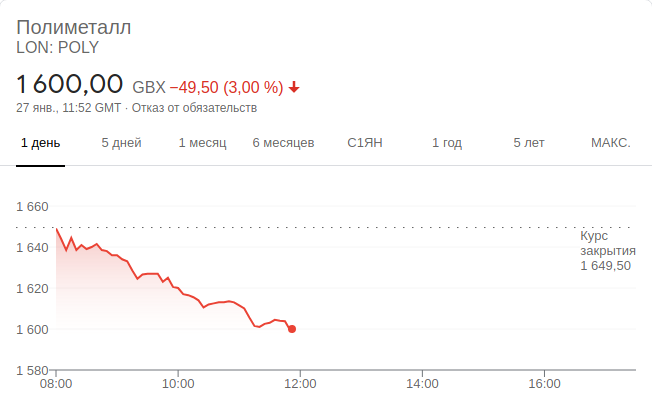 Полиметалл
LON: POLY
1 600,00 GBX −49,50 (3,00 %)
27 янв., 11:52 GMT · Отказ от обязательств
1 день 5 дней 1 месяц 6 месяцев С1ЯН 1 год 5 лет МАКС.
1 660
1 640
1 620
1 600
1 580
Курс
закрытия
1 649,50
08:00 10:00 12:00 14:00 16:00